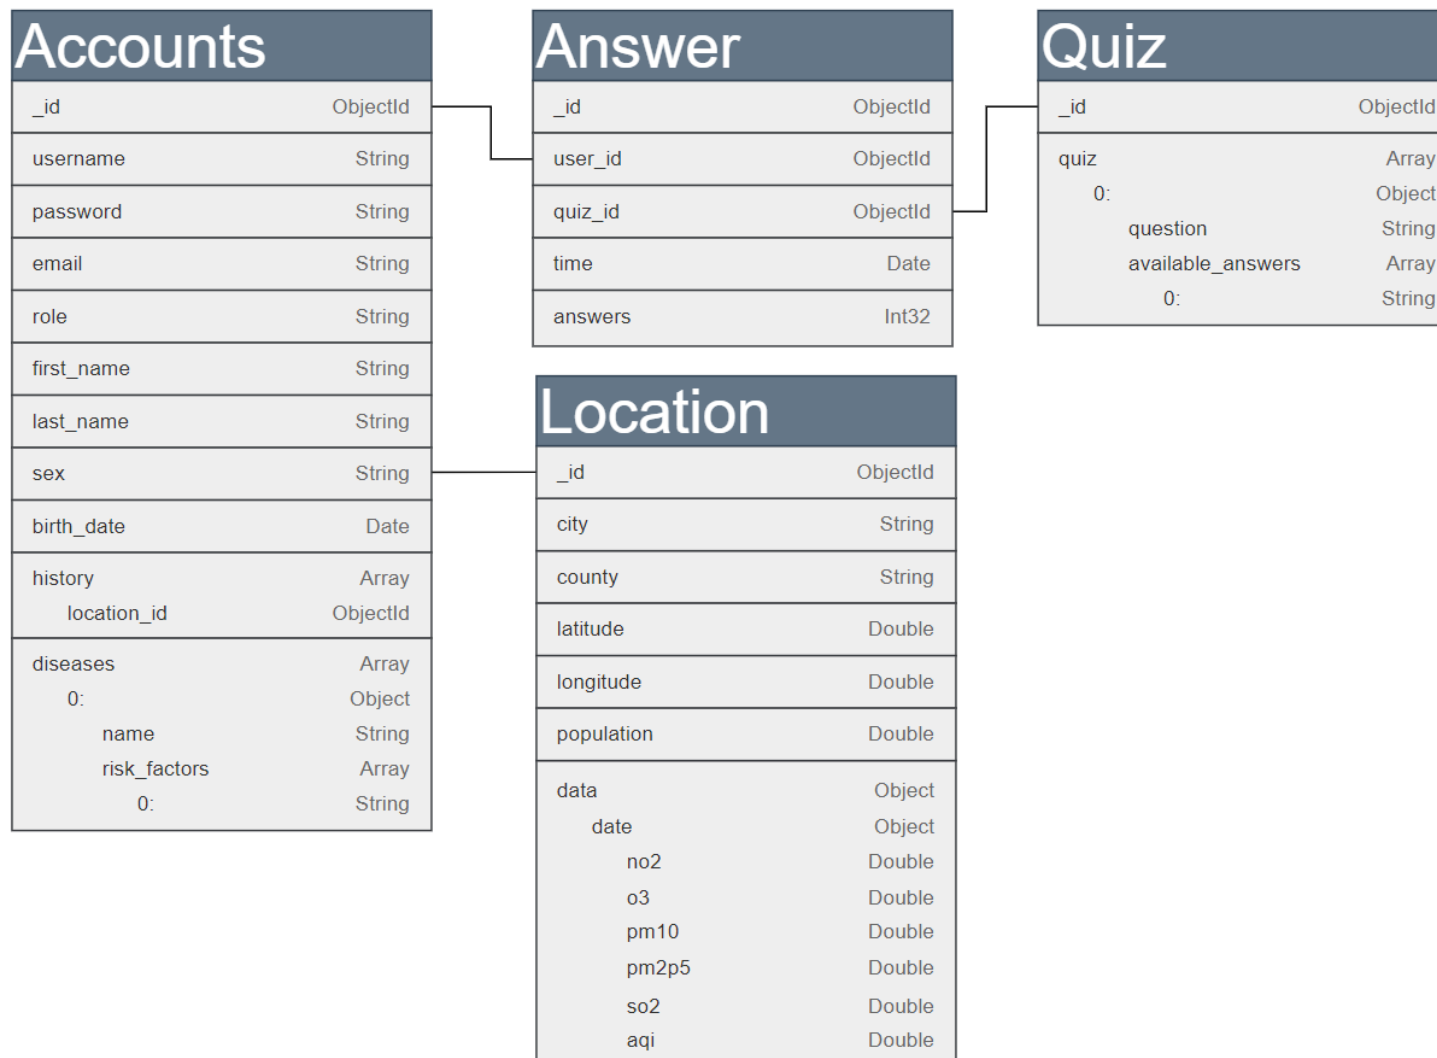 Accounts
_id ObjectId
username String
password String
email String
role String
first_name String
last_name String
sex String
birth_date Date
history Array
location_id ObjectId
diseases Array
0: Object
name String
risk_factors Array
0: String
Answer
_id ObjectId
user_id ObjectId
quiz_id ObjectId
time Date
answers Int32
Quiz
_id ObjectId
quiz Array
0: Object
question String
available_answers Array
0: String
Location
_id ObjectId
city String
county String
latitude Double
longitude Double
population Double
data Object
date Object
no2 Double
o3 Double
pm10 Double
pm2p5 Double
so2 Double
aqi Double